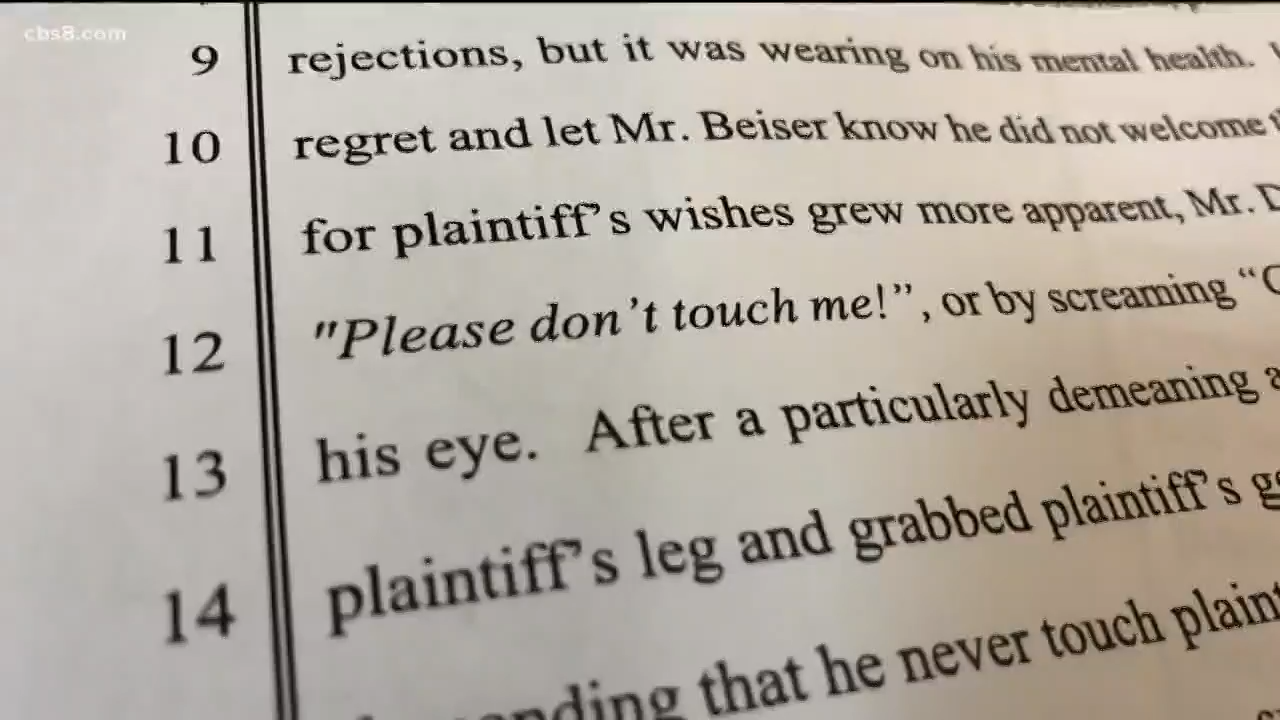 cbs8.com
9 rejections, but it was wearing on his mental health.
10 regret and let Mr. Beiser know he did not welcome
11 for plaintiff's wishes grew more apparent, Mr.
12 "Please don't touch me!", or by screaming "
13 his eye. After a particularly demeaning
14 plaintiff's leg and grabbed plaintiff's
that he never touch